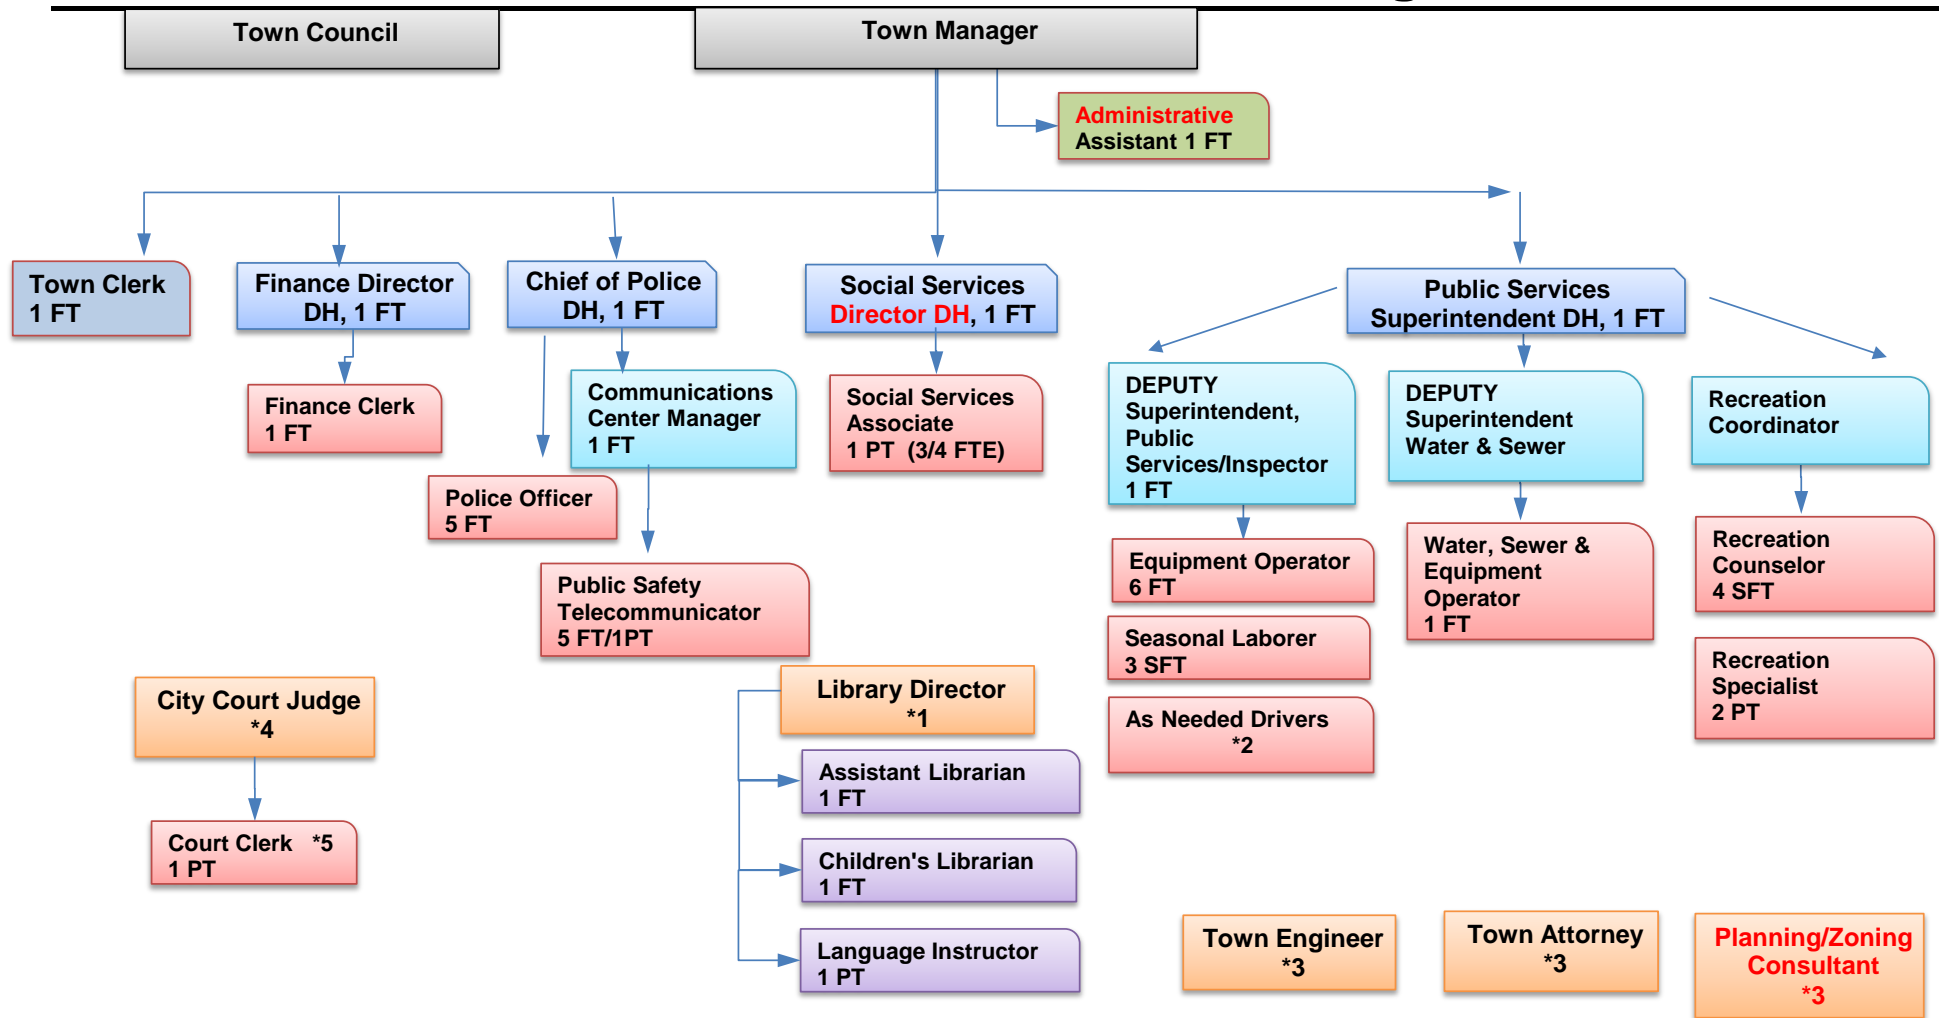 Town Council
Town Manager
Administrative
Assistant 1 FT
Town Clerk
1 FT
Finance Director
DH, 1 FT
Chief of Police
DH, 1 FT
Social Services
Director DH, 1 FT
Public Services
Superintendent DH, 1 FT
Finance Clerk
1 FT
Communications
Center Manager
1 FT
Social Services
Associate
1 PT (3/4 FTE)
DEPUTY
Superintendent,
Public
Services/Inspector
1 FT
DEPUTY
Superintendent
Water & Sewer
Recreation
Coordinator
Police Officer
5 FT
Public Safety
Telecommunicator
5 FT/1PT
Equipment Operator
6 FT
Water, Sewer &
Equipment
Operator
1 FT
Recreation
Counselor
4 SFT
Seasonal Laborer
3 SFT
Recreation
Specialist
2 PT
As Needed Drivers
*2
City Court Judge
*4
Library Director
*1
Assistant Librarian
1 FT
Court Clerk *5
1 PT
Children's Librarian
1 FT
Language Instructor
1 PT
Town Engineer
*3
Town Attorney
*3
Planning/Zoning
Consultant
*3